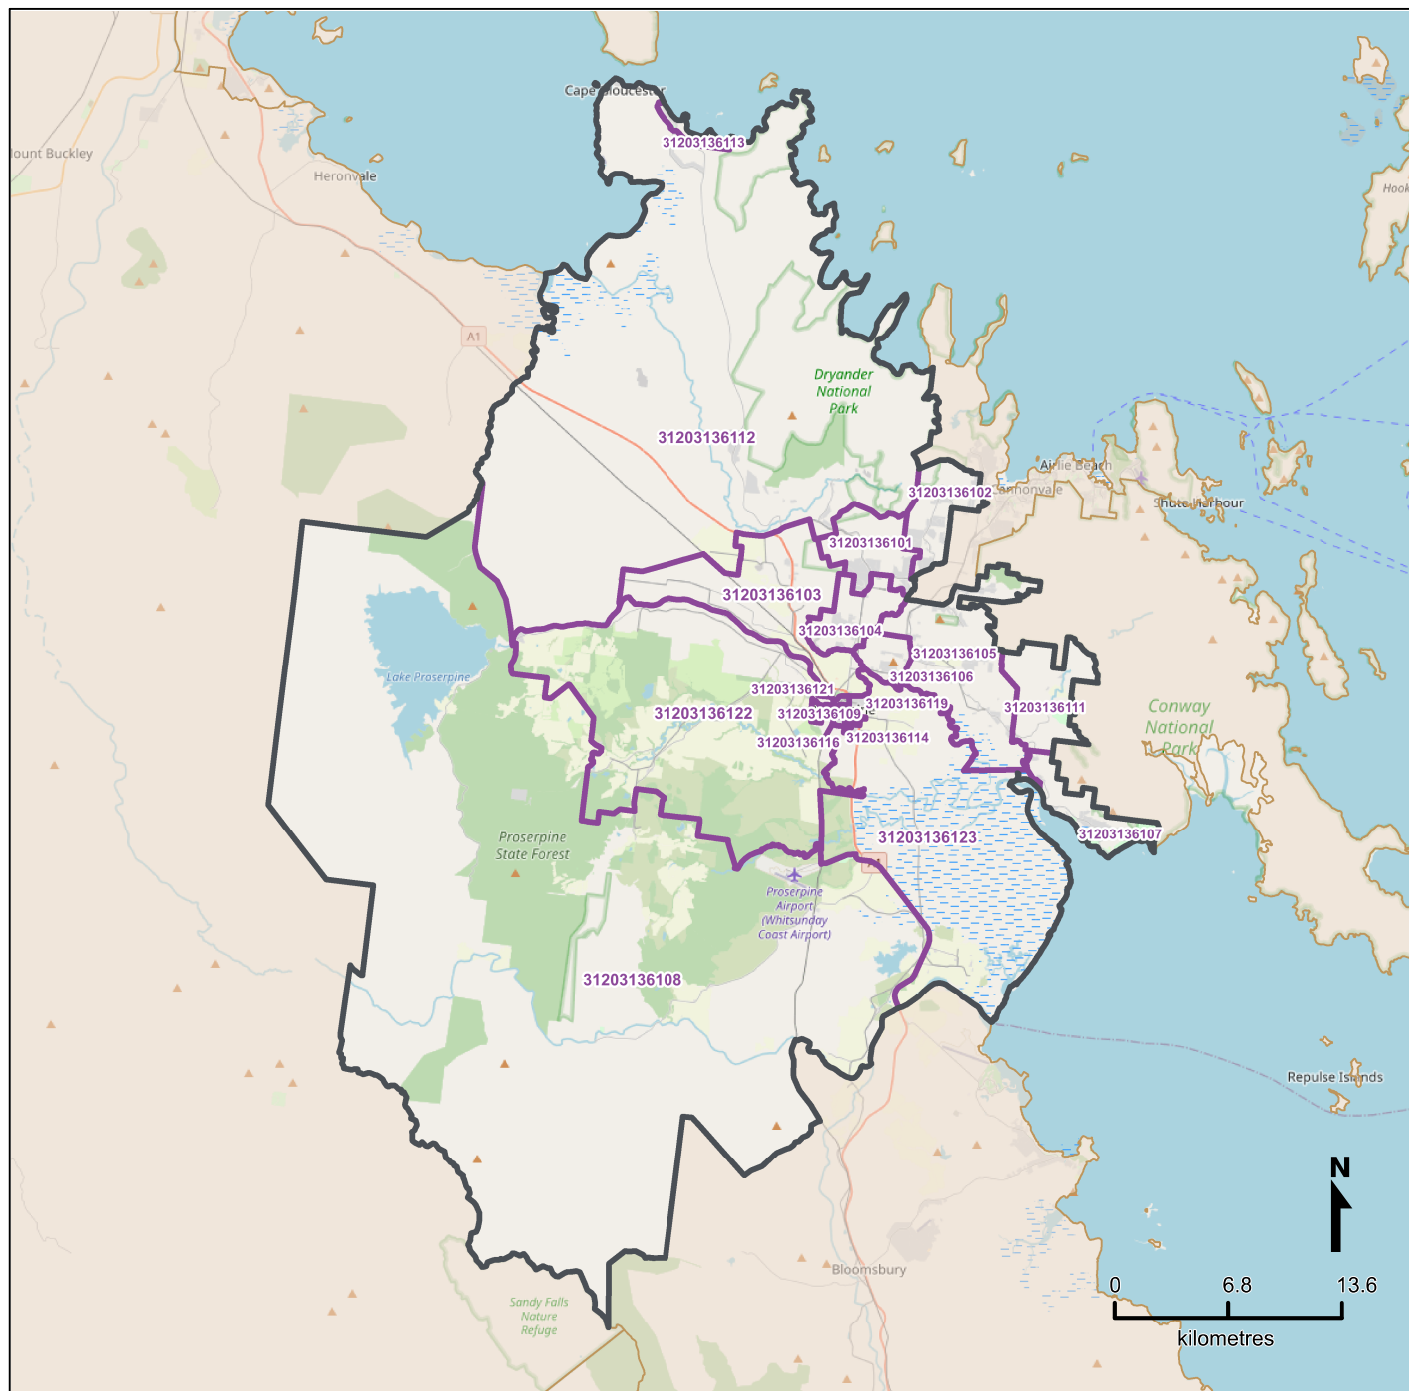 Cape Gloucester
31203136113
Mount Buckley
Heronvale
A1
Dryander
National
Park
31203136112
Airlie Beach
31203136102
Cannonvale
Shute Harbour
31203136101
31203136103
31203136104
31203136105
Lake Proserpine
31203136106
31203136121
31203136119
31203136111
31203136122
31203136109
Conway
National
Park
31203136116
31203136114
31203136107
31203136123
Proserpine
State Forest
Proserpine
Airport
(Whitsunday
Coast Airport)
31203136108
Repulse Islands
Bloomsbury
Sandy Falls
Nature
Refuge
N
0 6.8 13.6
kilometres